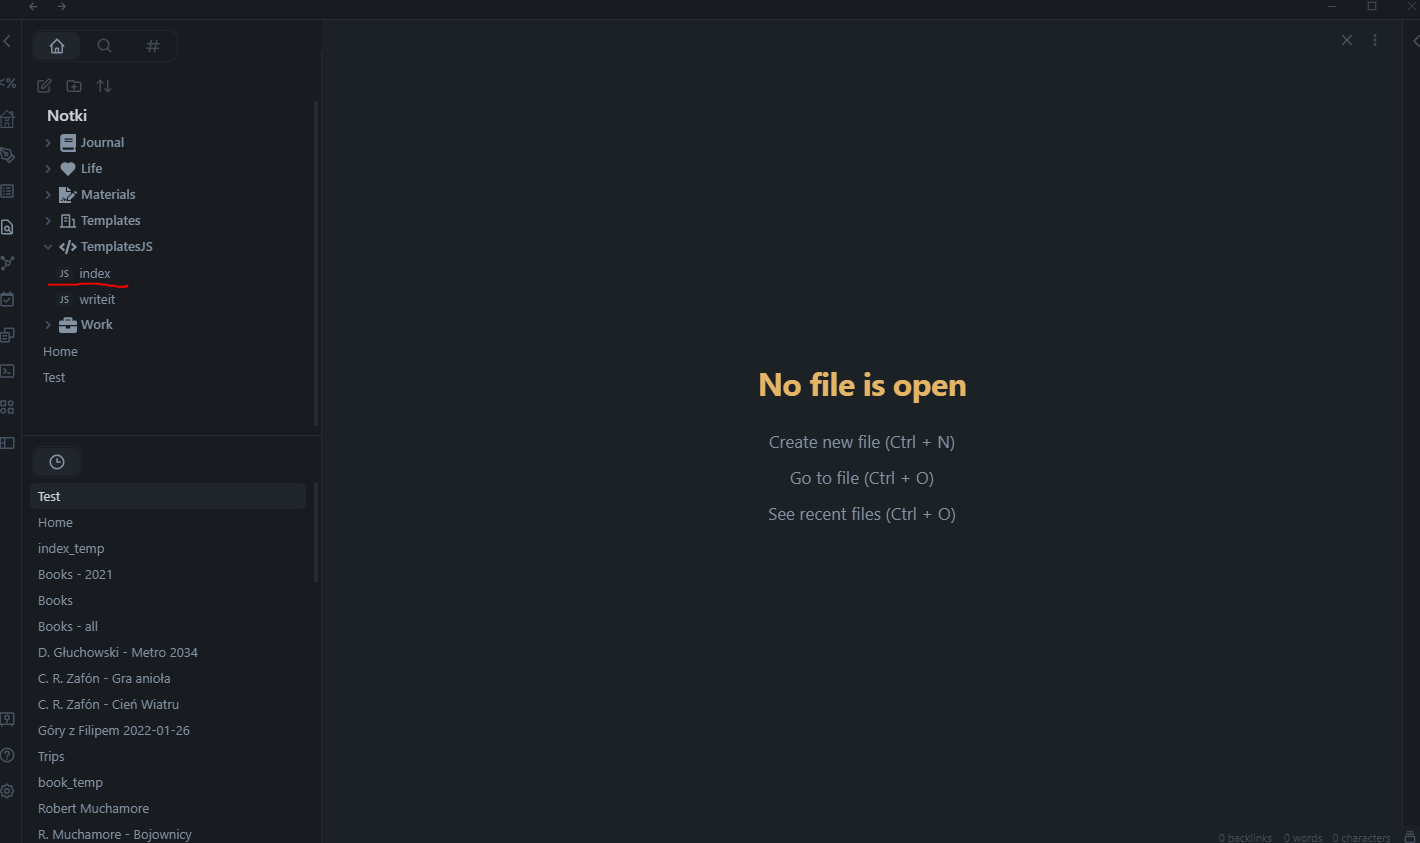 <%
#
Notki
Journal
Life
Materials
Templates
TemplatesJS
JS index
JS writeit
Work
Home
Test
Test
Home
index_temp
Books - 2021
Books
Books - all
D. Głuchowski - Metro 2034
C. R. Zafón - Gra anioła
C. R. Zafón - Cień Wiatru
Góry z Filipem 2022-01-26
Trips
book_temp
Robert Muchamore
R. Muchamore - Bojownicy
No file is open
Create new file (Ctrl + N)
Go to file (Ctrl + O)
See recent files (Ctrl + O)
0 backlinks 0 words 0 characters